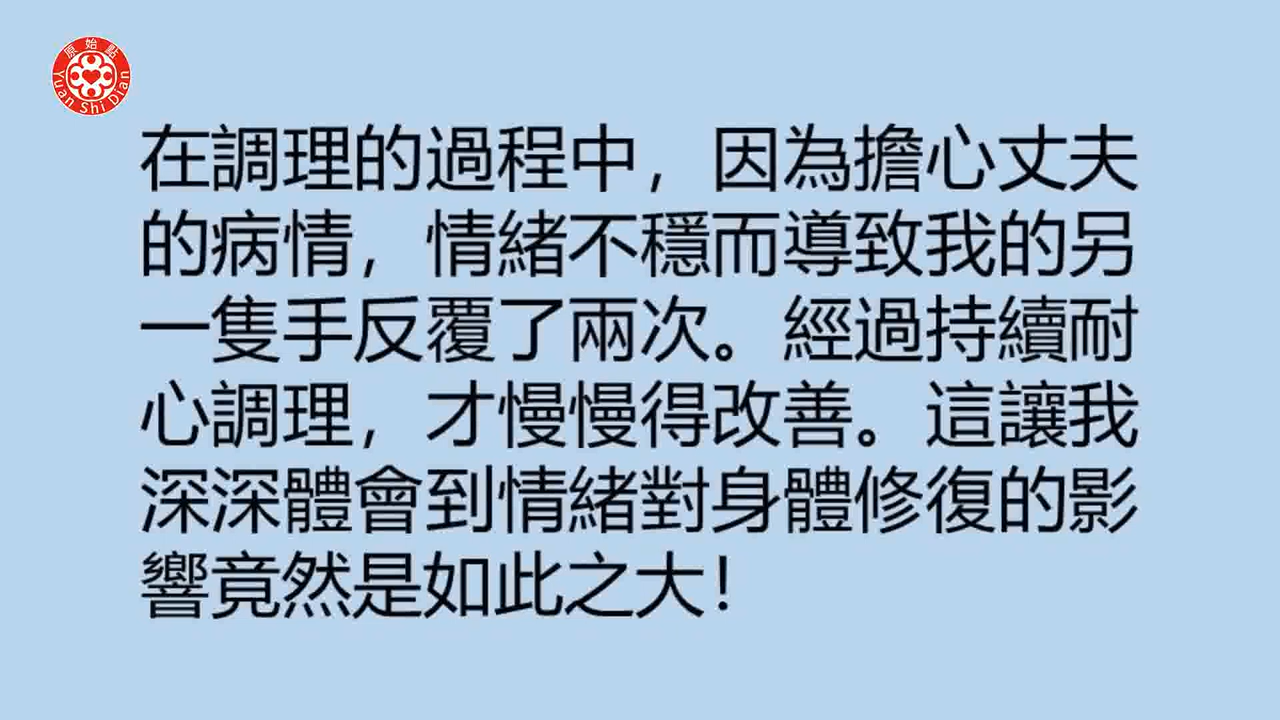 原始點
Yuan Shi Dian
在調理的過程中，因為擔心丈夫
的病情，情緒不穩而導致我的另
一隻手反覆了兩次。經過持續耐
心調理，才慢慢得改善。這讓我
深深體會到情緒對身體修復的影
響竟然是如此之大！